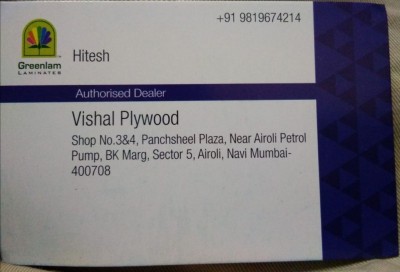 +91 9819674214
Greenlam
LAMINATES
Hitesh
Authorised Dealer
Vishal Plywood
Shop No.3&4, Panchsheel Plaza, Near Airoli Petrol
Pump, BK Marg, Sector 5, Airoli, Navi Mumbai-
400708